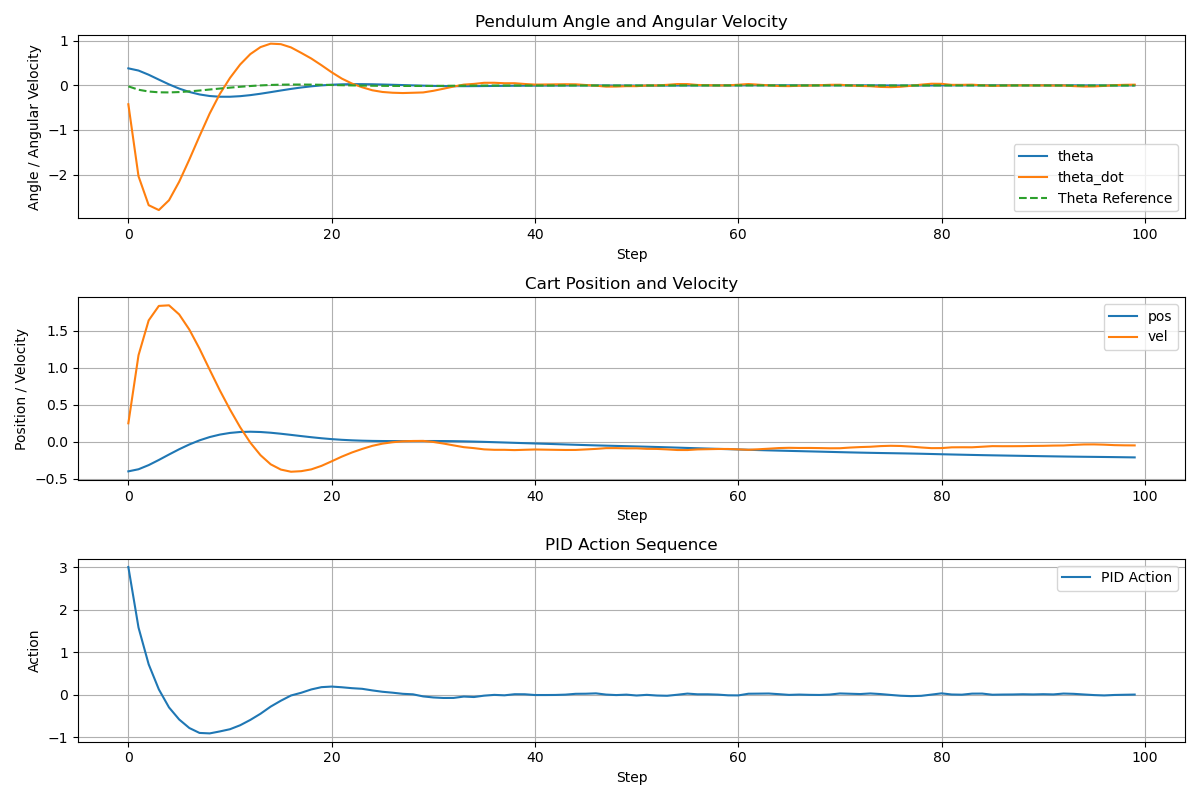 Pendulum Angle and Angular Velocity
Angle / Angular Velocity
1
0
−1
−2
theta
theta_dot
Theta Reference
0 20 40 60 80 100
Step
Cart Position and Velocity
Position / Velocity
1.5
1.0
0.5
0.0
−0.5
pos
vel
0 20 40 60 80 100
Step
PID Action Sequence
Action
3
2
1
0
−1
PID Action
0 20 40 60 80 100
Step